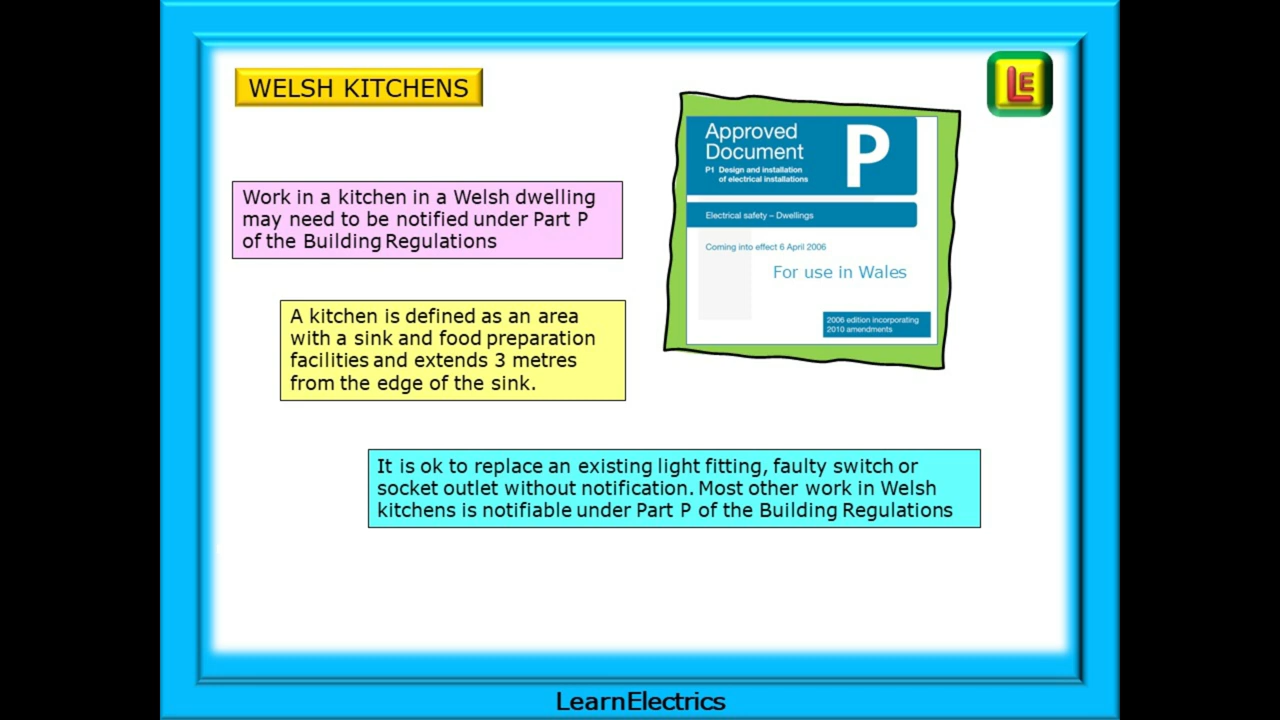 WELSH KITCHENS
LE
Approved
Document
P
P1 Design and installation
of electrical installations
Electrical safety – Dwellings
Coming into effect 6 April 2006
For use in Wales
2006 edition incorporating
2010 amendments
Work in a kitchen in a Welsh dwelling
may need to be notified under Part P
of the Building Regulations
A kitchen is defined as an area
with a sink and food preparation
facilities and extends 3 metres
from the edge of the sink.
It is ok to replace an existing light fitting, faulty switch or
socket outlet without notification. Most other work in Welsh
kitchens is notifiable under Part P of the Building Regulations
LearnElectrics